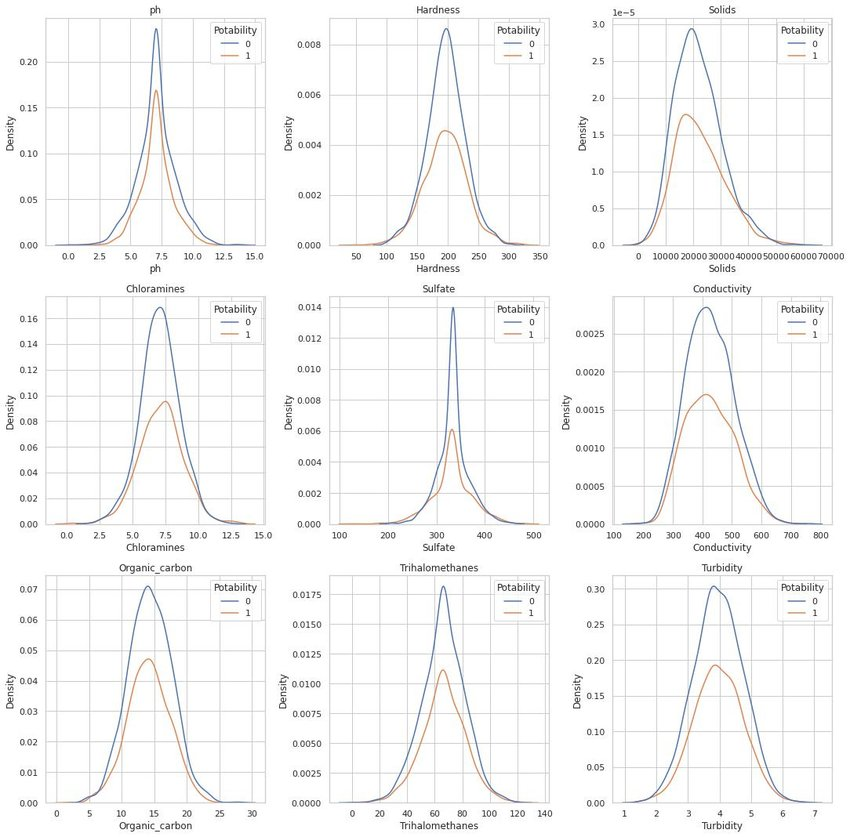 ph
Potability
0
1
Density
0.20
0.15
0.10
0.05
0.00
0.0 2.5 5.0 7.5 10.0 12.5 15.0
ph
Hardness
Potability
0
1
Density
0.008
0.006
0.004
0.002
0.000
50 100 150 200 250 300 350
Hardness
Solids
1e−5
Potability
0
1
Density
3.0
2.5
2.0
1.5
1.0
0.5
0.0
0 10000 20000 30000 40000 50000 60000 70000
Solids
Chloramines
Potability
0
1
Density
0.16
0.14
0.12
0.10
0.08
0.06
0.04
0.02
0.00
0.0 2.5 5.0 7.5 10.0 12.5 15.0
Chloramines
Sulfate
Potability
0
1
Density
0.014
0.012
0.010
0.008
0.006
0.004
0.002
0.000
100 200 300 400 500
Sulfate
Conductivity
Potability
0
1
Density
0.0025
0.0020
0.0015
0.0010
0.0005
0.0000
100 200 300 400 500 600 700 800
Conductivity
Organic_carbon
Potability
0
1
Density
0.07
0.06
0.05
0.04
0.03
0.02
0.01
0.00
0 5 10 15 20 25 30
Organic_carbon
Trihalomethanes
Potability
0
1
Density
0.0175
0.0150
0.0125
0.0100
0.0075
0.0050
0.0025
0.0000
0 20 40 60 80 100 120 140
Trihalomethanes
Turbidity
Potability
0
1
Density
0.30
0.25
0.20
0.15
0.10
0.05
0.00
1 2 3 4 5 6 7
Turbidity